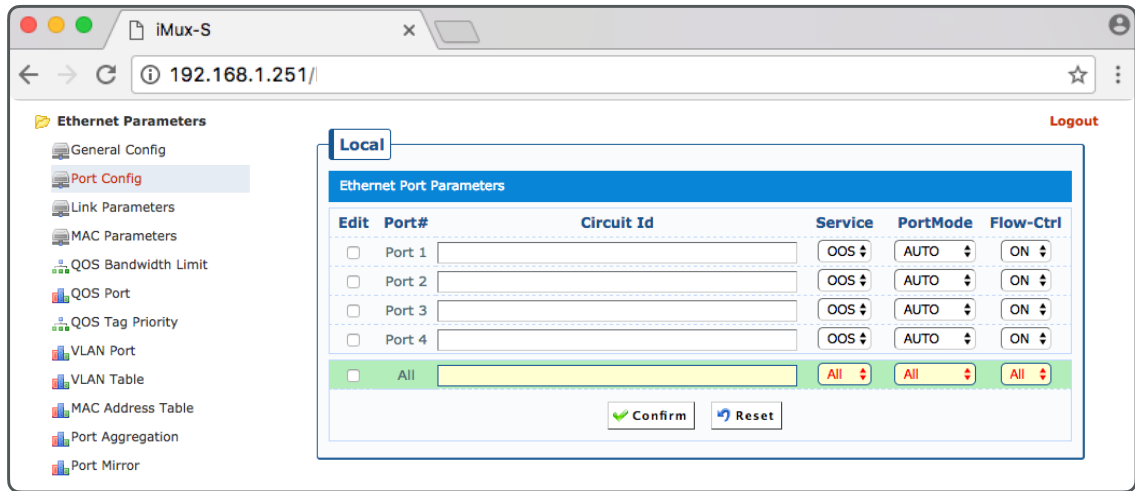 iMux-S
192.168.1.251/
Ethernet Parameters
General Config
Port Config
Link Parameters
MAC Parameters
QOS Bandwidth Limit
QOS Port
QOS Tag Priority
VLAN Port
VLAN Table
MAC Address Table
Port Aggregation
Port Mirror
Logout
Local
Ethernet Port Parameters
Edit Port# Circuit Id Service PortMode Flow-Ctrl
Port 1 OOS AUTO ON
Port 2 OOS AUTO ON
Port 3 OOS AUTO ON
Port 4 OOS AUTO ON
All All All All
Confirm Reset